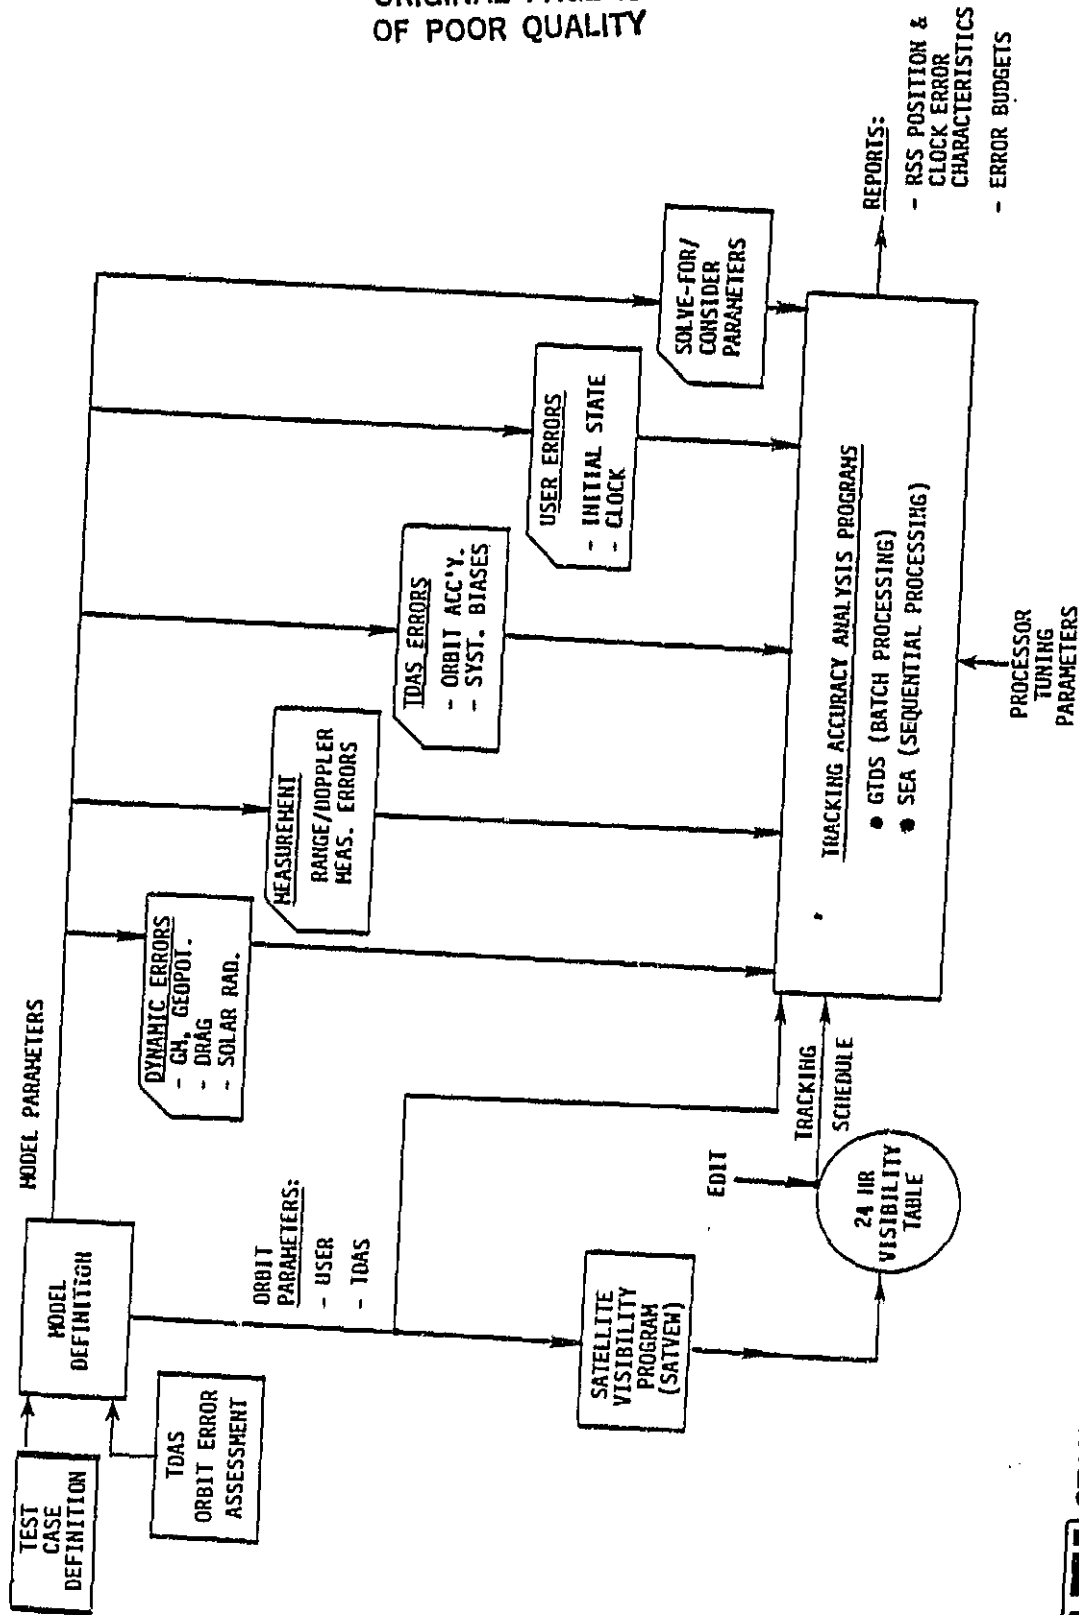 OF POOR QUALITY
TEST
CASE
DEFINITION
TDAS
ORBIT ERROR
ASSESSMENT
MODEL
DEFINITION
MODEL PARAMETERS
ORBIT
PARAMETERS:
- USER
- TDAS
SATELLITE
VISIBILITY
PROGRAM
(SATVEW)
EDIT
24 HR
VISIBILITY
TABLE
TRACKING
SCHEDULE
DYNAMIC ERRORS
- GM, GEOPOT.
- DRAG
- SOLAR RAD.
MEASUREMENT
RANGE/DOPPLER
MEAS. ERRORS
TDAS ERRORS
- ORBIT ACC'Y.
- SYST. BIASES
USER ERRORS
- INITIAL STATE
- CLOCK
SOLVE-FOR/
CONSIDER
PARAMETERS
TRACKING ACCURACY ANALYSIS PROGRAMS
● GTDS (BATCH PROCESSING)
● SEA (SEQUENTIAL PROCESSING)
PROCESSOR
TUNING
PARAMETERS
REPORTS:
- RSS POSITION &
CLOCK ERROR
CHARACTERISTICS
- ERROR BUDGETS